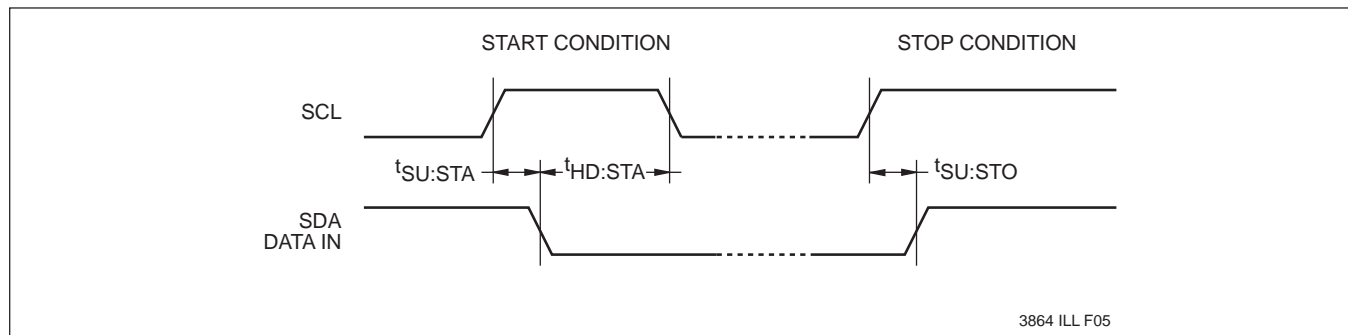 START CONDITION STOP CONDITION
SCL
tSU:STA tHD:STA tSU:STO
SDA
DATA IN
3864 ILL F05